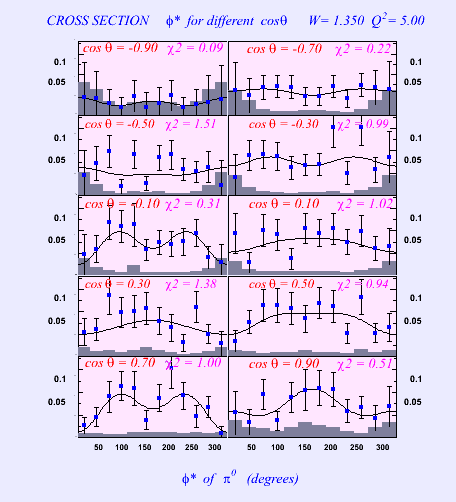 CROSS SECTION ϕ* for different cosθ W= 1.350 Q²= 5.00
cos θ = -0.90 χ2 = 0.09 cos θ = -0.70 χ2 = 0.22
0.1 0.1
0.05 0.05
cos θ = -0.50 χ2 = 1.51 cos θ = -0.30 χ2 = 0.99
0.1 0.1
0.05 0.05
cos θ = -0.10 χ2 = 0.31 cos θ = 0.10 χ2 = 1.02
0.1 0.1
0.05 0.05
cos θ = 0.30 χ2 = 1.38 cos θ = 0.50 χ2 = 0.94
0.1 0.1
0.05 0.05
cos θ = 0.70 χ2 = 1.00 cos θ = 0.90 χ2 = 0.51
0.1 0.1
0.05 0.05
50 100 150 200 250 300 50 100 150 200 250 300
ϕ* of π⁰ (degrees)